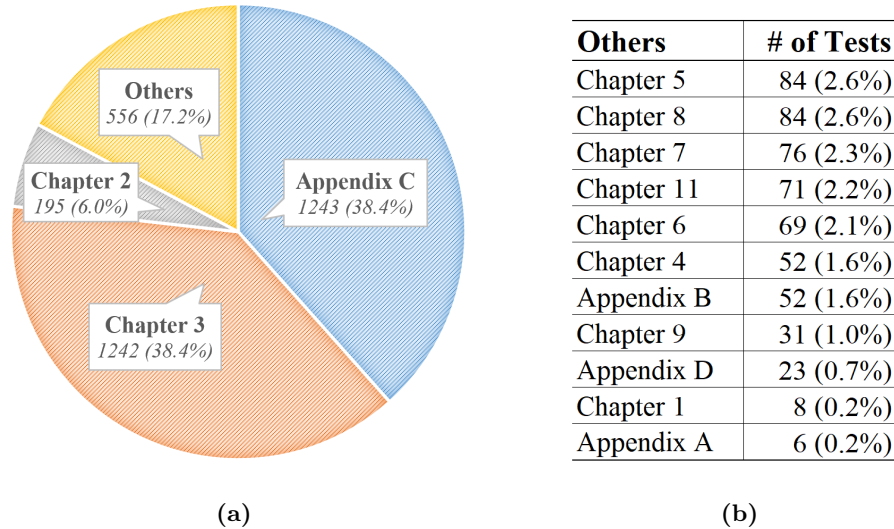 Others
556 (17.2%)
Chapter 2
195 (6.0%)
Appendix C
1243 (38.4%)
Chapter 3
1242 (38.4%)
(a)
Others # of Tests
Chapter 5 84 (2.6%)
Chapter 8 84 (2.6%)
Chapter 7 76 (2.3%)
Chapter 11 71 (2.2%)
Chapter 6 69 (2.1%)
Chapter 4 52 (1.6%)
Appendix B 52 (1.6%)
Chapter 9 31 (1.0%)
Appendix D 23 (0.7%)
Chapter 1 8 (0.2%)
Appendix A 6 (0.2%)
(b)